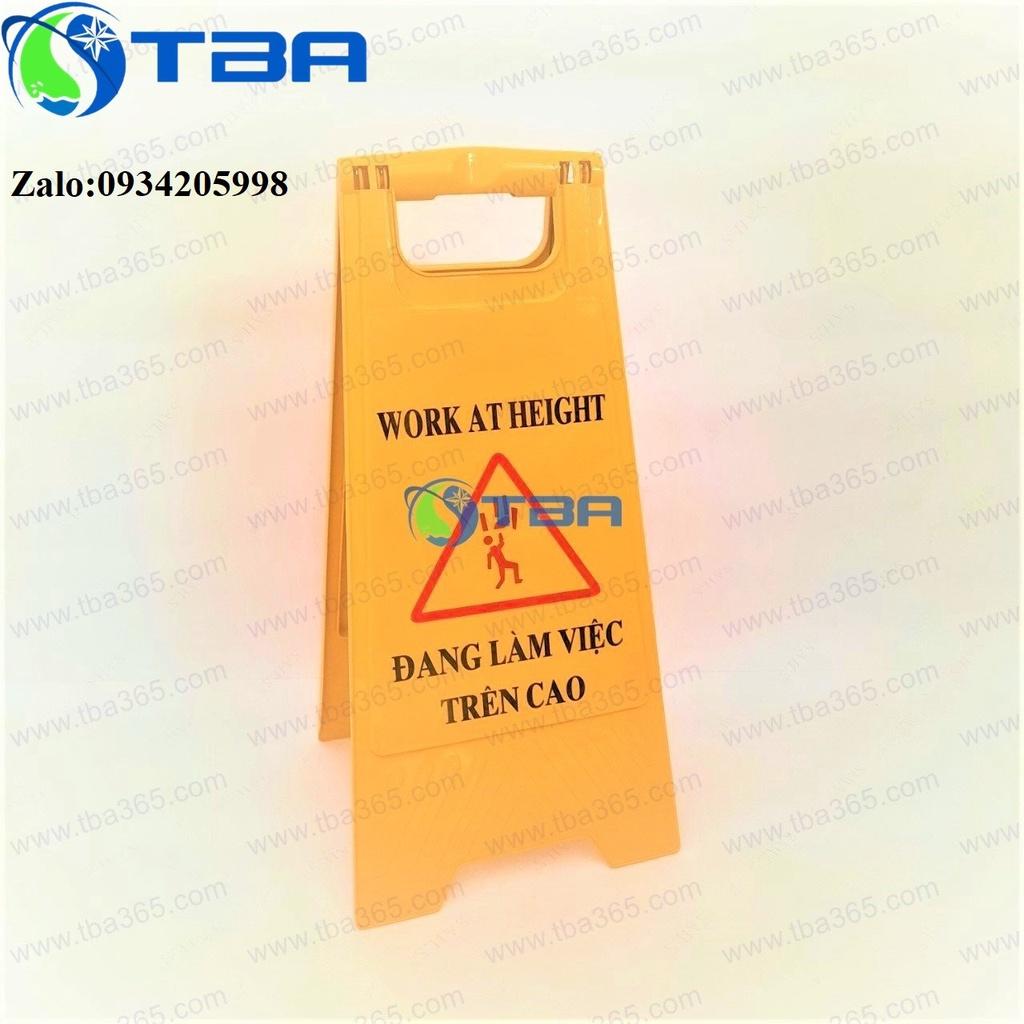 TBA
Zalo:0934205998
WORK AT HEIGHT
TBA
ĐANG LÀM VIỆC
TRÊN CAO
www.tba365.com